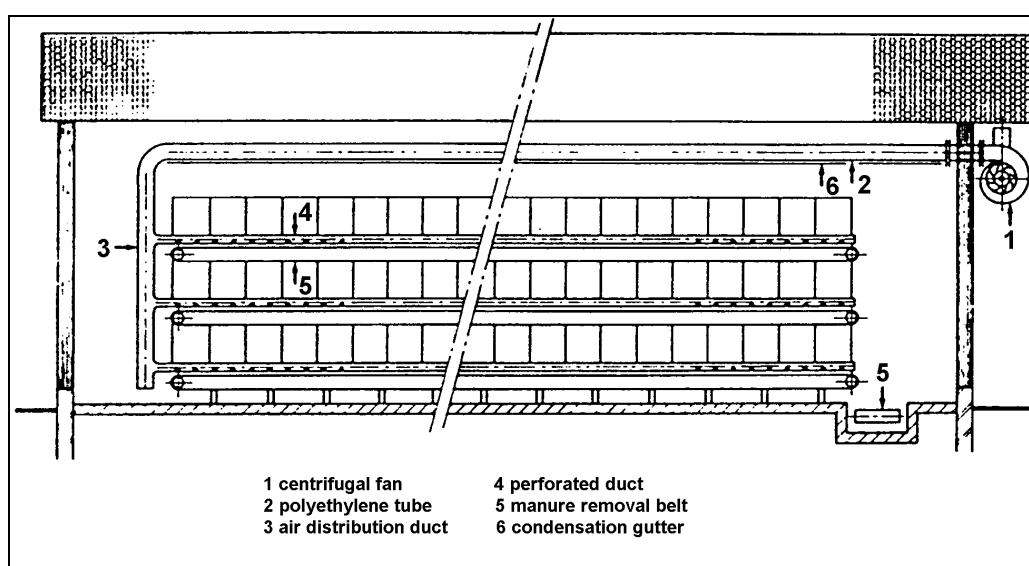 6
2
4
1
3
5
5
1 centrifugal fan
2 polyethylene tube
3 air distribution duct
4 perforated duct
5 manure removal belt
6 condensation gutter